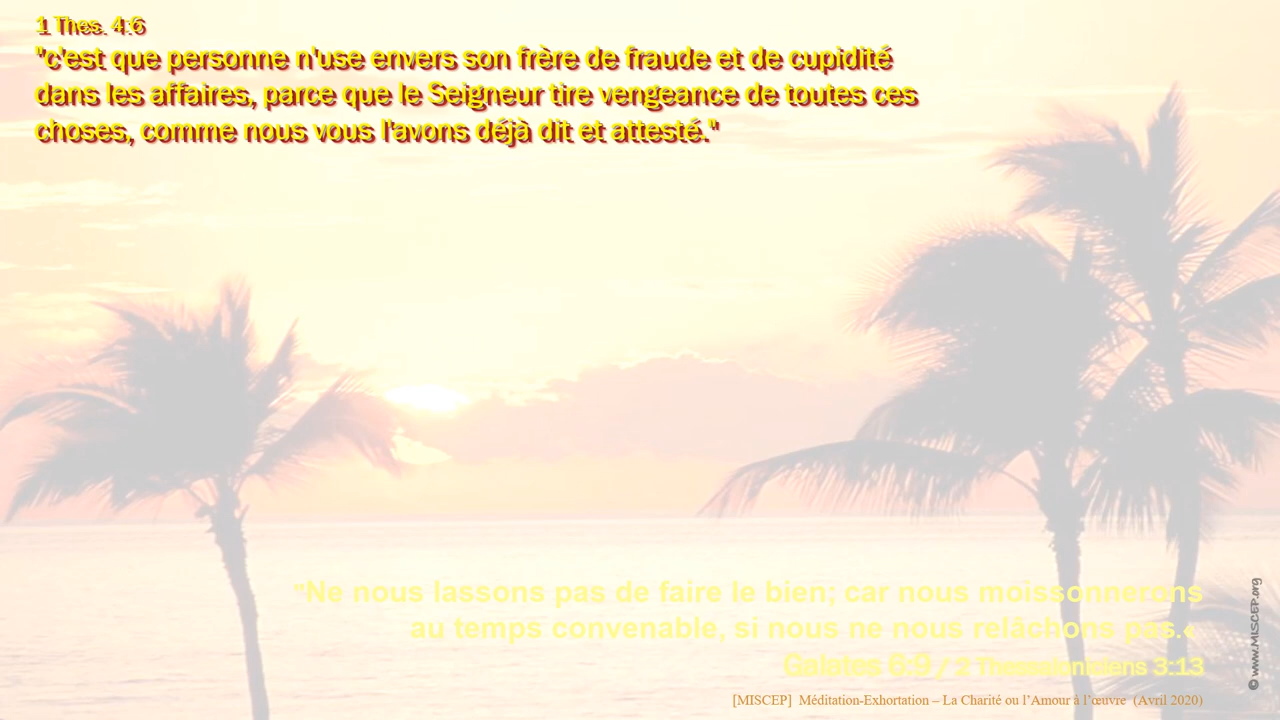 1 Thes. 4:6
"c'est que personne n'use envers son frère de fraude et de cupidité
dans les affaires, parce que le Seigneur tire vengeance de toutes ces
choses, comme nous vous l'avons déjà dit et attesté."
"Ne nous lassons pas de faire le bien; car nous moissonnerons
au temps convenable, si nous ne nous relâchons pas.«
Galates 6:9 / 2 Thessaloniciens 3:13
[MISCEP] Méditation-Exhortation – La Charité ou l'Amour à l'œuvre (Avril 2020)
© www.MISCEP.org